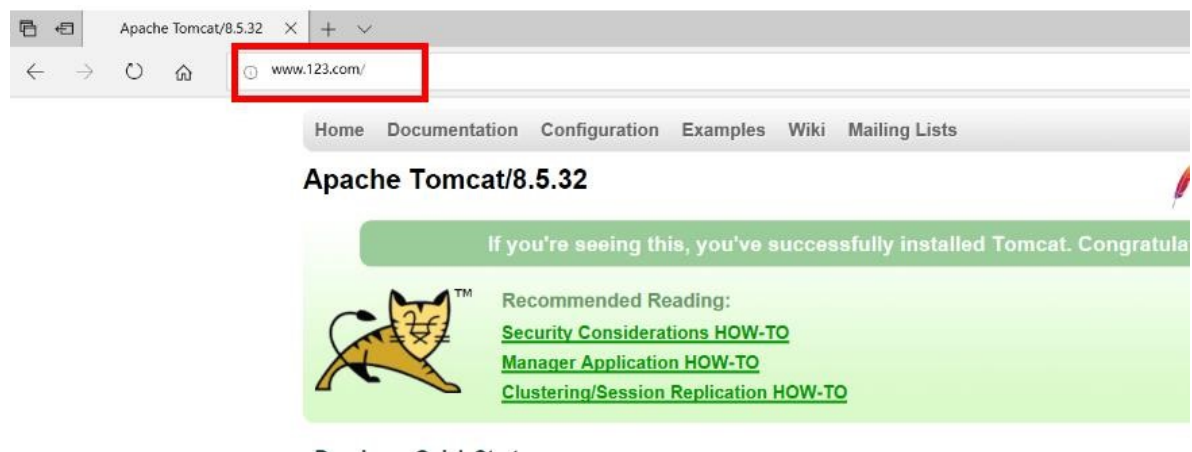 Apache Tomcat/8.5.32
www.123.com/
Home Documentation Configuration Examples Wiki Mailing Lists
Apache Tomcat/8.5.32
If you're seeing this, you've successfully installed Tomcat. Congratula
TM
Recommended Reading:
Security Considerations HOW-TO
Manager Application HOW-TO
Clustering/Session Replication HOW-TO